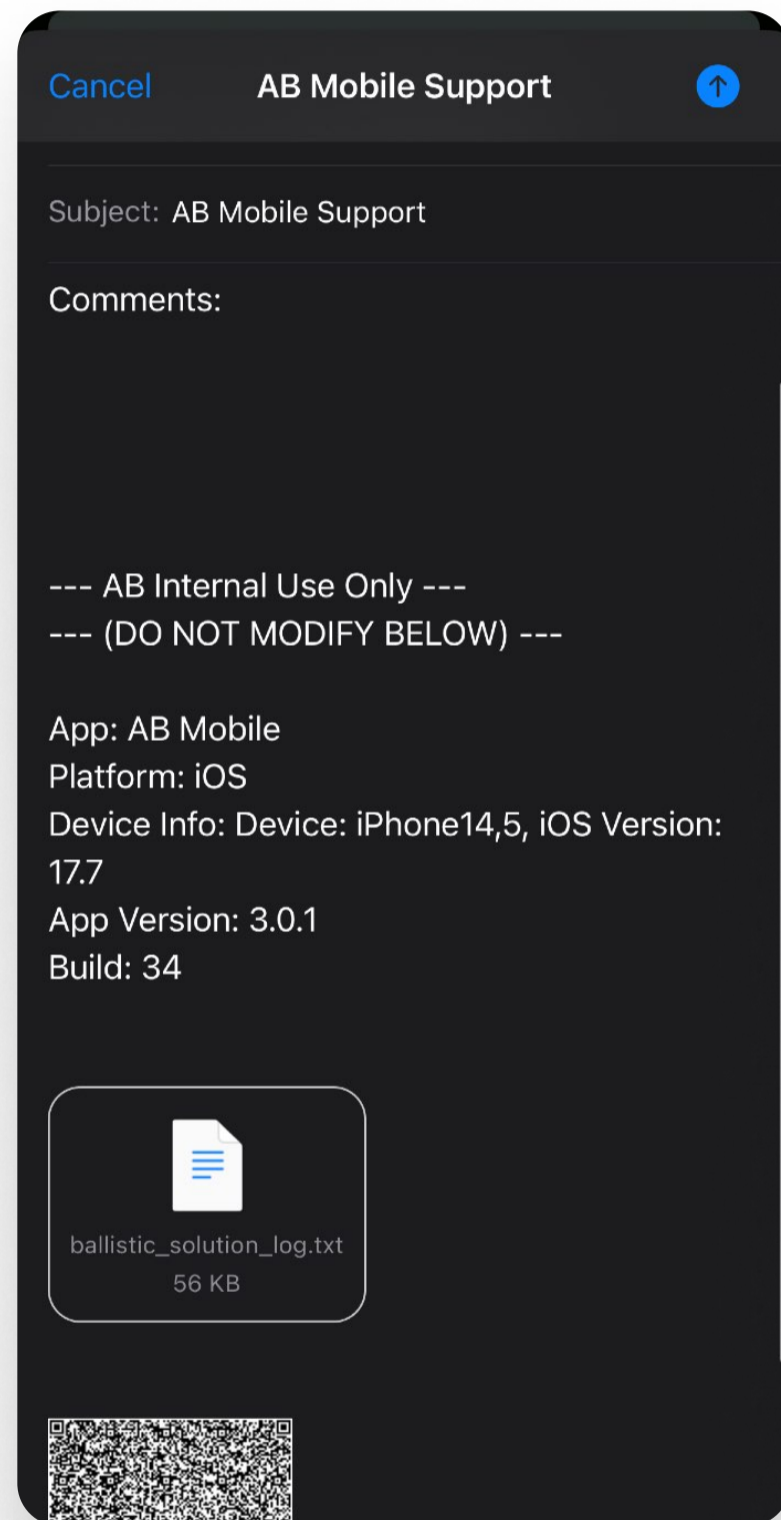 Cancel
AB Mobile Support
Subject: AB Mobile Support
Comments:
--- AB Internal Use Only ---
--- (DO NOT MODIFY BELOW) ---
App: AB Mobile
Platform: iOS
Device Info: Device: iPhone14,5, iOS Version:
17.7
App Version: 3.0.1
Build: 34
ballistic_solution_log.txt
56 KB